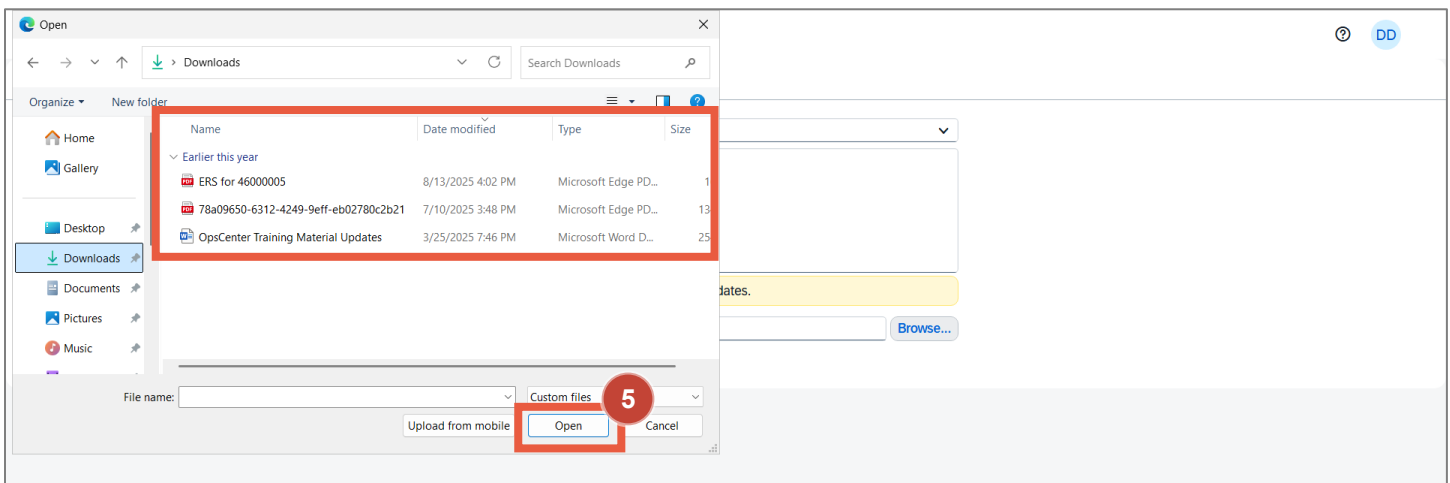 Open
DD
Downloads
Search Downloads
Organize
New folder
Name Date modified Type Size
Home
Earlier this year
Gallery
ERS for 46000005 8/13/2025 4:02 PM Microsoft Edge PD... 1
78a09650-6312-4249-9eff-eb02780c2b21 7/10/2025 3:48 PM Microsoft Edge PD... 13
Desktop
OpsCenter Training Material Updates 3/25/2025 7:46 PM Microsoft Word D... 25
Downloads
Documents
dates.
Pictures
Browse...
Music
File name: Custom files
5
Upload from mobile Open Cancel